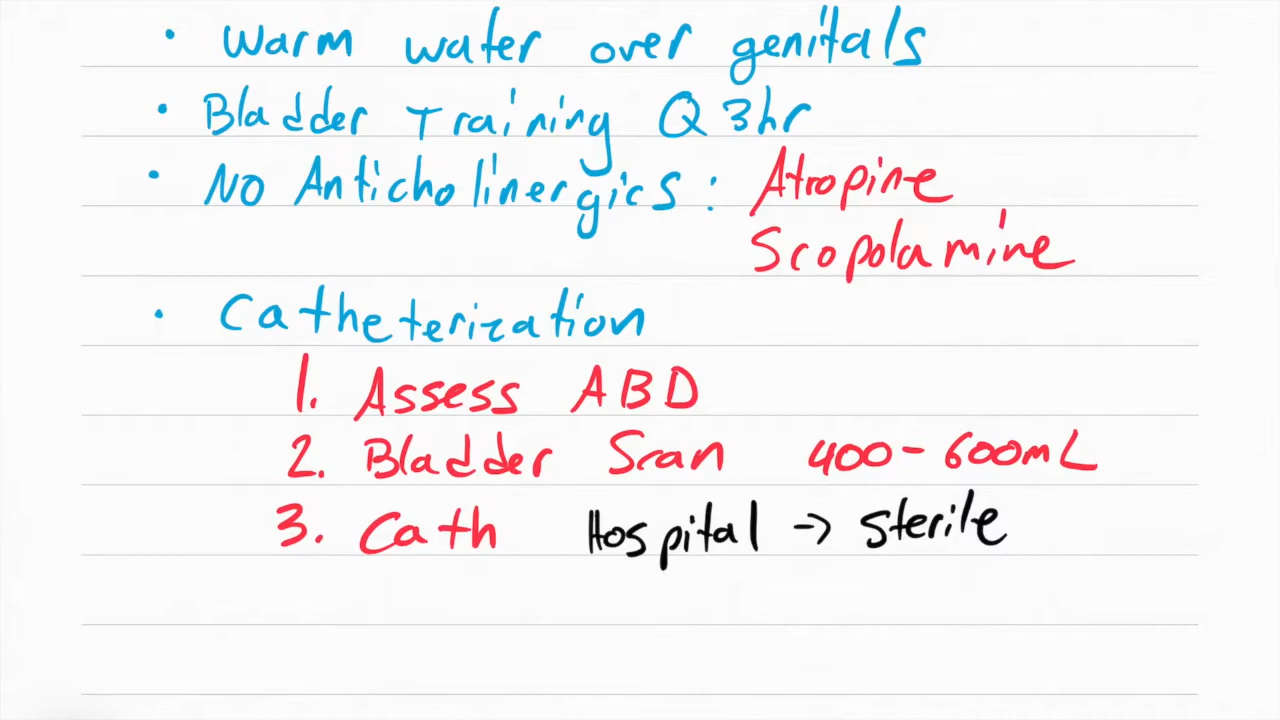 • Warm water over genitals
• Bladder Training Q 3hr
• No Anticholinergics : Atropine
Scopolamine
• Catheterization
1. Assess ABD
2. Bladder Scan 400-600mL
3. Cath Hospital → sterile